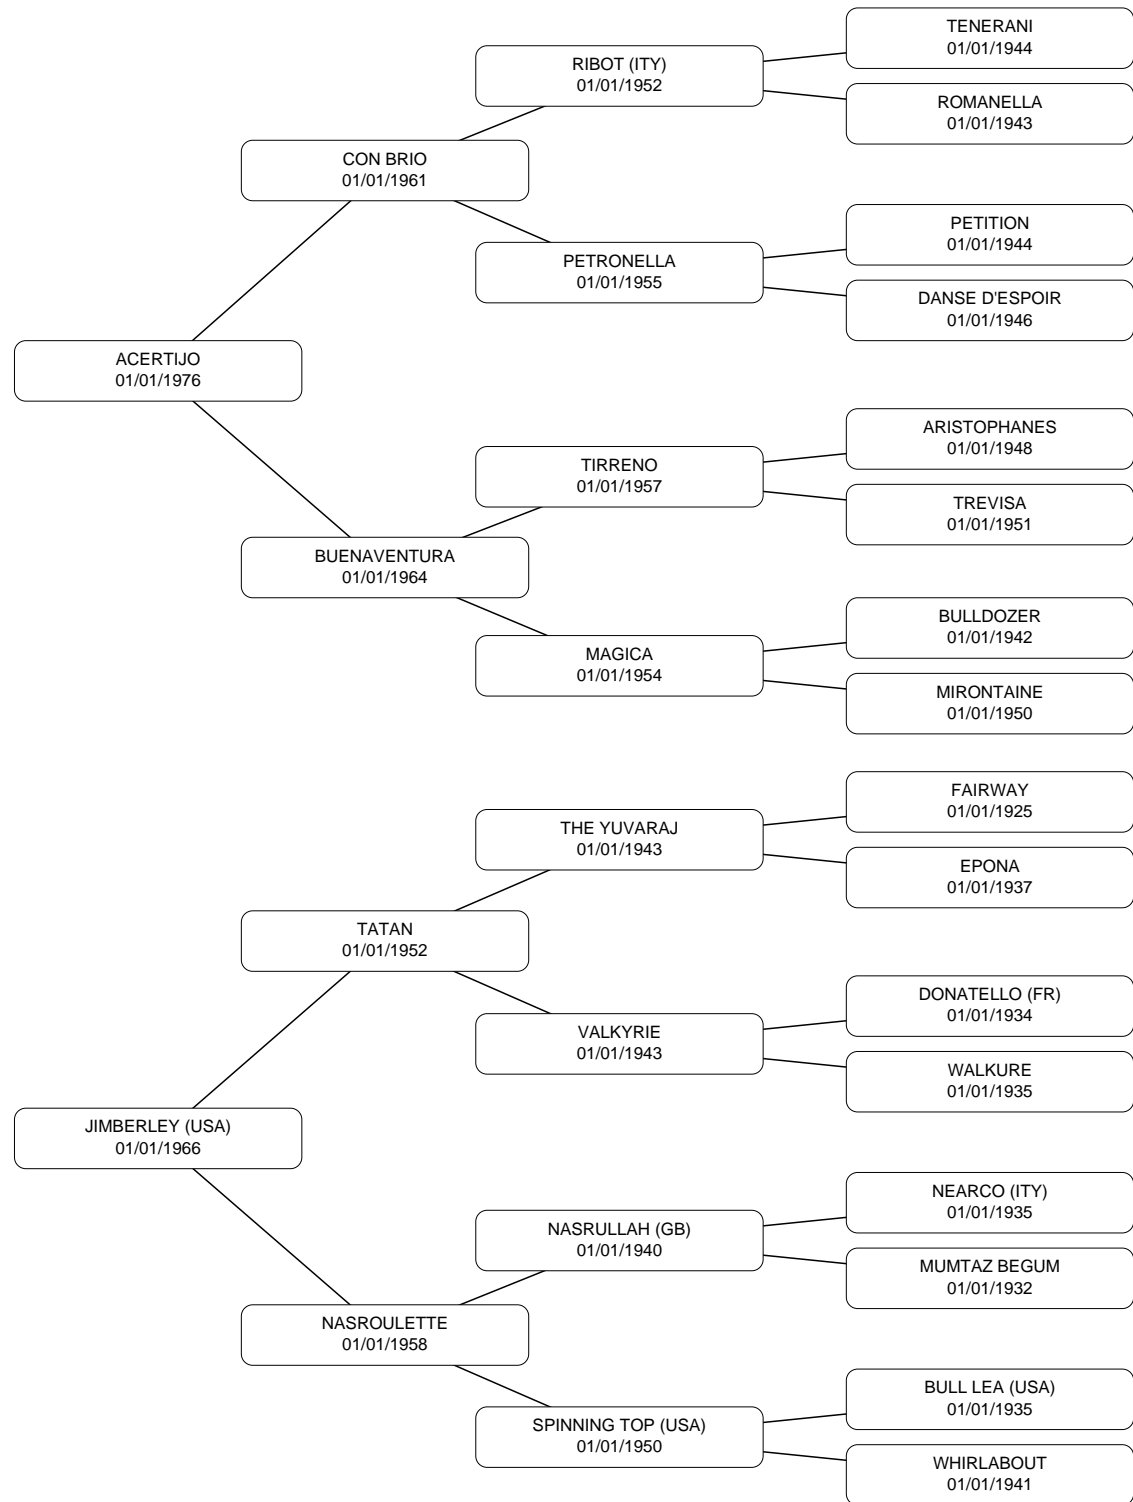 TENERANI
01/01/1944
RIBOT (ITY)
01/01/1952
ROMANELLA
01/01/1943
CON BRIO
01/01/1961
PETITION
01/01/1944
PETRONELLA
01/01/1955
DANSE D'ESPOIR
01/01/1946
ACERTIJO
01/01/1976
ARISTOPHANES
01/01/1948
TIRRENO
01/01/1957
TREVISA
01/01/1951
BUENAVENTURA
01/01/1964
BULLDOZER
01/01/1942
MAGICA
01/01/1954
MIRONTAINE
01/01/1950
FAIRWAY
01/01/1925
THE YUVARAJ
01/01/1943
EPONA
01/01/1937
TATAN
01/01/1952
DONATELLO (FR)
01/01/1934
VALKYRIE
01/01/1943
WALKURE
01/01/1935
JIMBERLEY (USA)
01/01/1966
NEARCO (ITY)
01/01/1935
NASRULLAH (GB)
01/01/1940
MUMTAZ BEGUM
01/01/1932
NASROULETTE
01/01/1958
BULL LEA (USA)
01/01/1935
SPINNING TOP (USA)
01/01/1950
WHIRLABOUT
01/01/1941